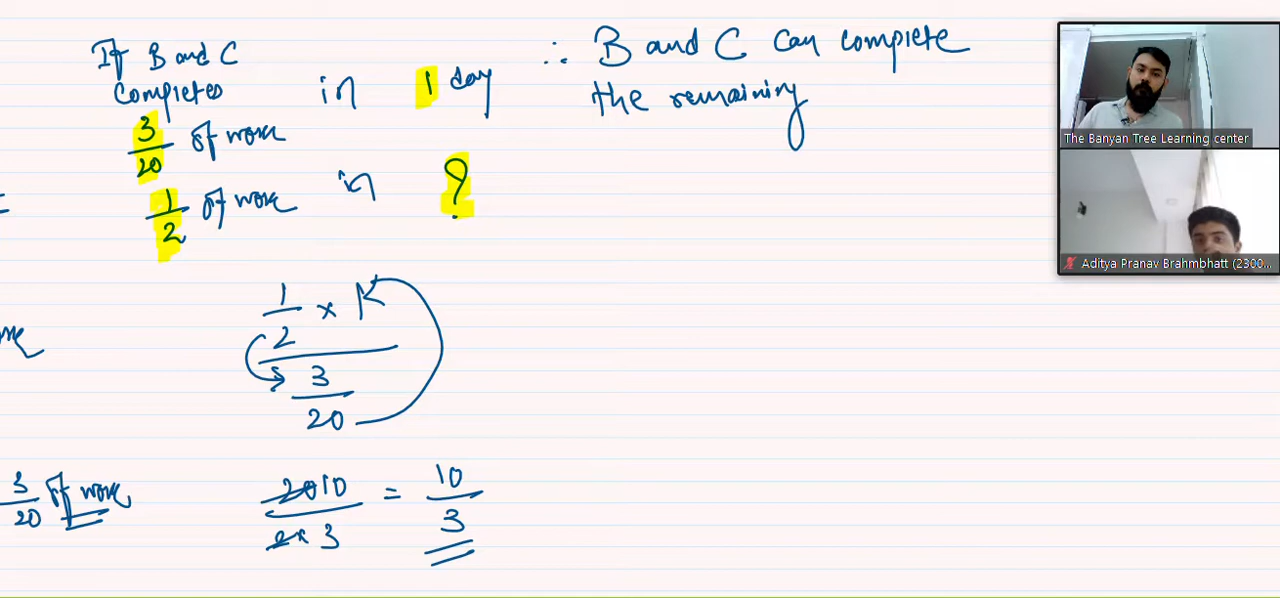 If B and C
completes in 1 day
3/20 of work
1/2 of work in ?
1/2 × 1
3/20
3/20 of work
2010/2×3 = 10/3
∴ B and C can complete
the remaining
The Banyan Tree Learning center
Aditya Pranav Brahmbhatt (2300...